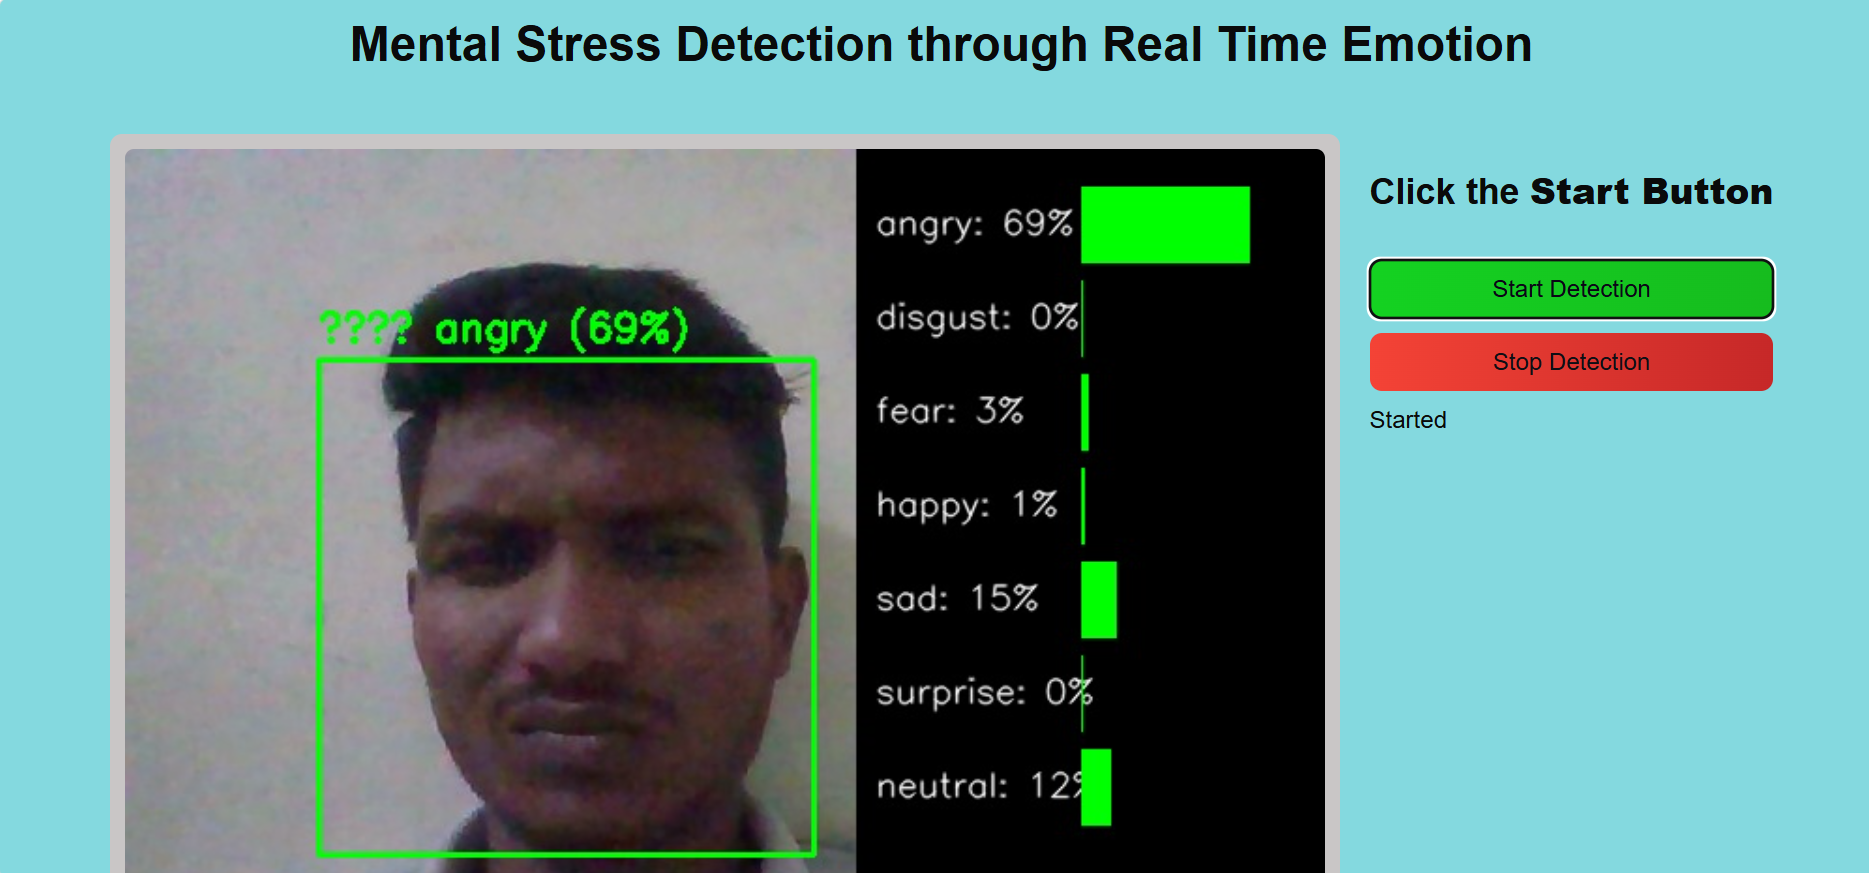 Mental Stress Detection through Real Time Emotion
???? angry (69%)
angry: 69%
disgust: 0%
fear: 3%
happy: 1%
sad: 15%
surprise: 0%
neutral: 12%
Click the Start Button
Start Detection
Stop Detection
Started